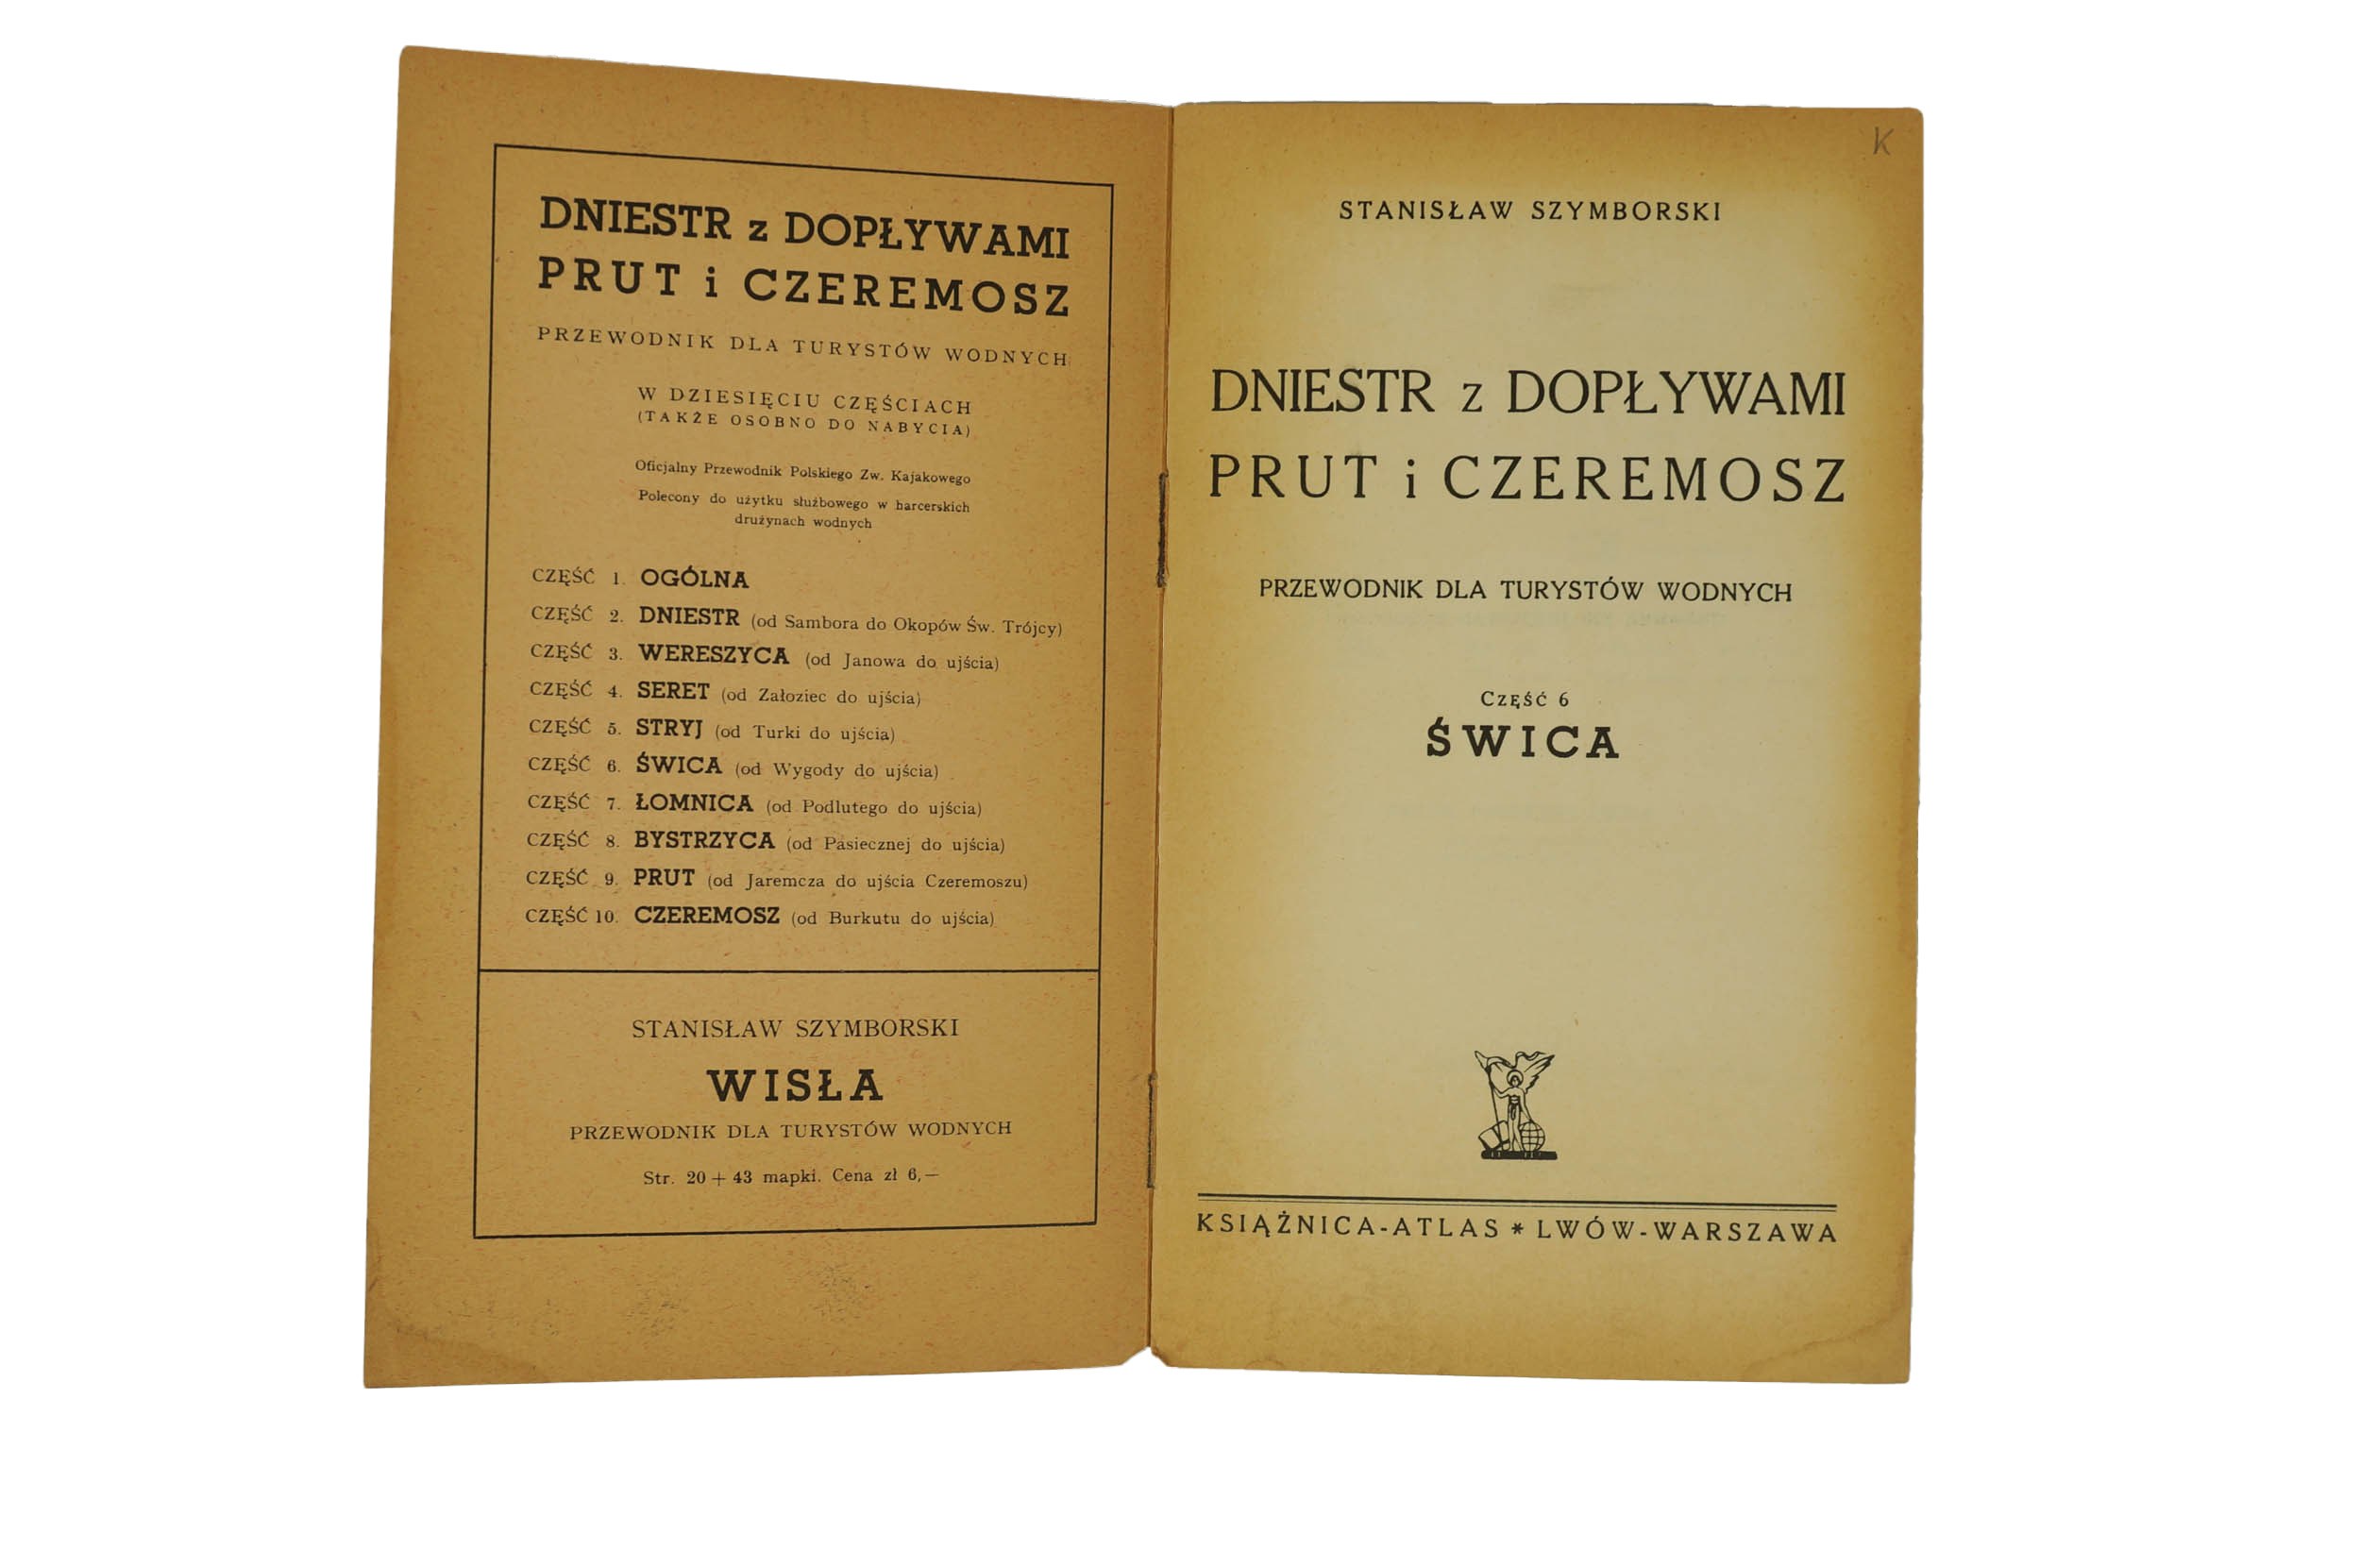 DNIESTR z DOPŁYWAMI
PRUT i CZEREMOSZ
PRZEWODNIK DLA TURYSTÓW WODNYCH
W DZIESIĘCIU CZĘŚCIACH
(TAKŻE OSOBNO DO NABYCIA)
Oficjalny Przewodnik Polskiego Zw. Kajakowego
Polecony do użytku służbowego w harcerskich
drużynach wodnych
CZĘŚĆ 1. OGÓLNA
CZĘŚĆ 2. DNIESTR (od Sambora do Okopów Św. Trójcy)
CZĘŚĆ 3. WERESZYCA (od Janowa do ujścia)
CZĘŚĆ 4. SERET (od Załoziec do ujścia)
CZĘŚĆ 5. STRYJ (od Turki do ujścia)
CZĘŚĆ 6. ŚWICA (od Wygody do ujścia)
CZĘŚĆ 7. ŁOMNICA (od Podlutego do ujścia)
CZĘŚĆ 8. BYSTRZYCA (od Pasiecznej do ujścia)
CZĘŚĆ 9. PRUT (od Jaremcza do ujścia Czeremoszu)
CZĘŚĆ 10. CZEREMOSZ (od Burkutu do ujścia)
STANISŁAW SZYMBORSKI
WISŁA
PRZEWODNIK DLA TURYSTÓW WODNYCH
Str. 20 + 43 mapki. Cena zł 6,—
K
STANISŁAW SZYMBORSKI
DNIESTR z DOPŁYWAMI
PRUT i CZEREMOSZ
PRZEWODNIK DLA TURYSTÓW WODNYCH
CZĘŚĆ 6
ŚWICA
KSIĄŻNICA-ATLAS * LWÓW-WARSZAWA